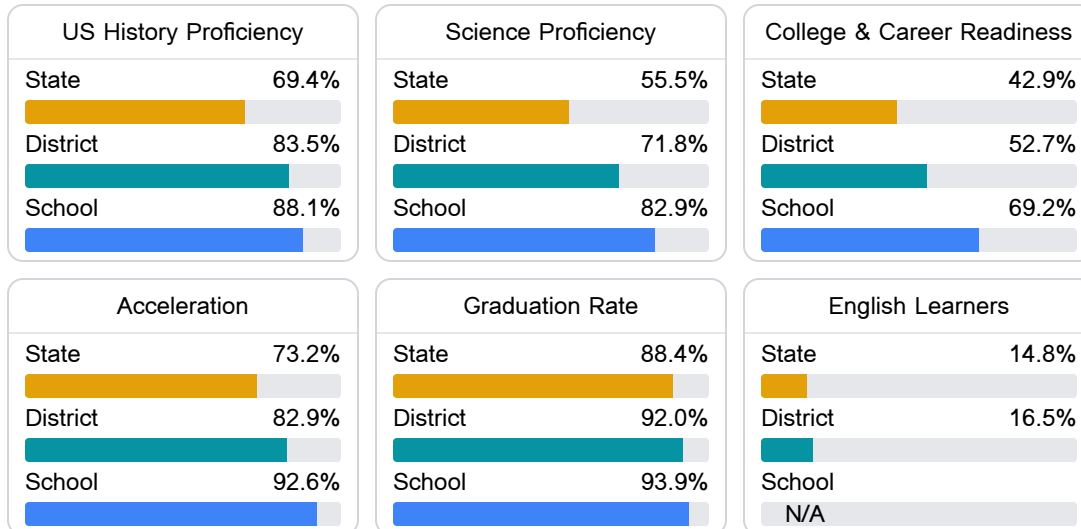 US History Proficiency
State 69.4%
District 83.5%
School 88.1%
Science Proficiency
State 55.5%
District 71.8%
School 82.9%
College & Career Readiness
State 42.9%
District 52.7%
School 69.2%
Acceleration
State 73.2%
District 82.9%
School 92.6%
Graduation Rate
State 88.4%
District 92.0%
School 93.9%
English Learners
State 14.8%
District 16.5%
School
N/A